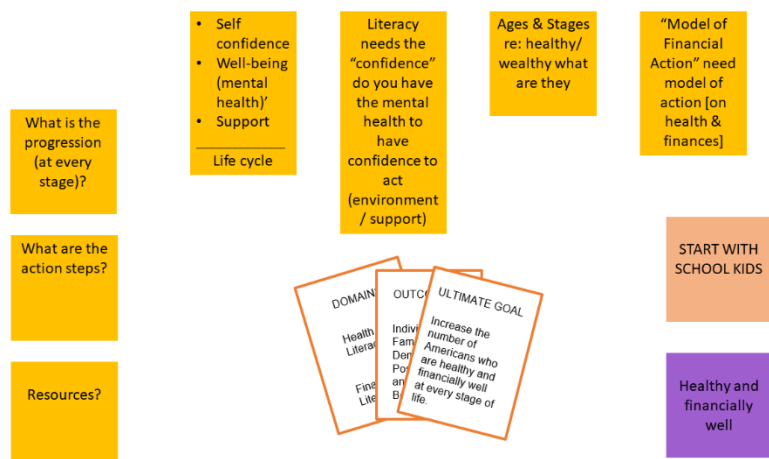 • Self
confidence
• Well-being
(mental
health)’
• Support
Life cycle
Literacy
needs the
“confidence”
do you have
the mental
health to
have
confidence to
act
(environment
/ support)
Ages & Stages
re: healthy/
wealthy what
are they
“Model of
Financial
Action” need
model of
action [on
health &
finances]
What is the
progression
(at every
stage)?
What are the
action steps?
Resources?
DOMAIN
Health
Litera
Fina
Lite
OUTCO
Indivi
Fam
Den
Po
an
B
ULTIMATE GOAL
Increase the
number of
Americans who
are healthy and
financially well
at every stage of
life.
START WITH
SCHOOL KIDS
Healthy and
financially
well